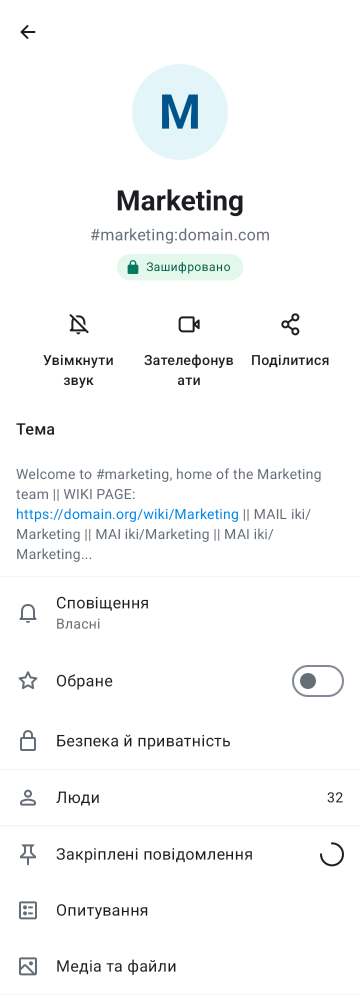 M
Marketing
#marketing:domain.com
Зашифровано
Увімкнути
звук
Зателефонув
ати
Поділитися
Тема
Welcome to #marketing, home of the Marketing
team || WIKI PAGE:
https://domain.org/wiki/Marketing || MAIL iki/
Marketing || MAI iki/Marketing || MAI iki/
Marketing...
Сповіщення
Власні
Обране
Безпека й приватність
Люди
32
Закріплені повідомлення
Опитування
Медіа та файли